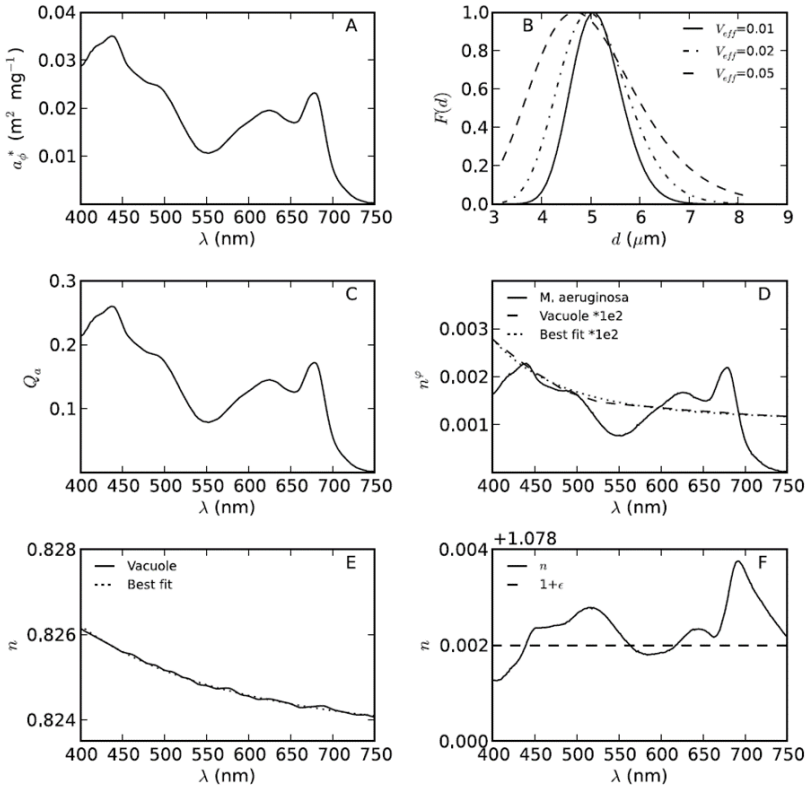 A
0.04
0.03
0.02
0.01
a_ϕ* (m² mg⁻¹)
400 450 500 550 600 650 700 750
λ (nm)
B
V_eff=0.01
V_eff=0.02
V_eff=0.05
1.0
0.8
0.6
0.4
0.2
0.0
F(d)
3 4 5 6 7 8 9
d (μm)
C
0.3
0.2
0.1
Q_a
400 450 500 550 600 650 700 750
λ (nm)
D
M. aeruginosa
Vacuole *1e2
Best fit *1e2
0.003
0.002
0.001
n^φ
400 450 500 550 600 650 700 750
λ (nm)
E
Vacuole
Best fit
0.828
0.826
0.824
n
400 450 500 550 600 650 700 750
λ (nm)
+1.078
F
n
1+ϵ
0.004
0.002
0.000
n
400 450 500 550 600 650 700 750
λ (nm)